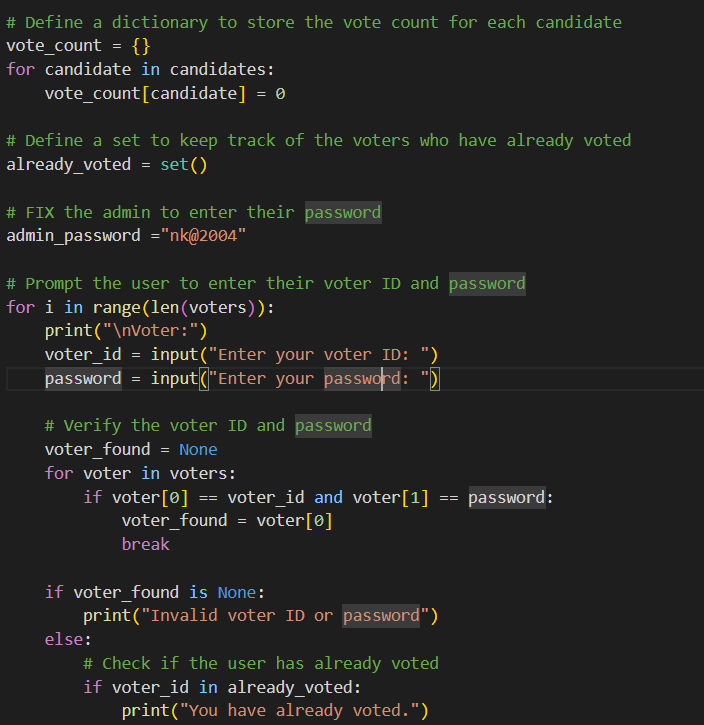 # Define a dictionary to store the vote count for each candidate
vote_count = {}
for candidate in candidates:
    vote_count[candidate] = 0
# Define a set to keep track of the voters who have already voted
already_voted = set()
# FIX the admin to enter their password
admin_password ="nk@2004"
# Prompt the user to enter their voter ID and password
for i in range(len(voters)):
    print("\nVoter:")
    voter_id = input("Enter your voter ID: ")
    password = input("Enter your password: ")
    # Verify the voter ID and password
    voter_found = None
    for voter in voters:
        if voter[0] == voter_id and voter[1] == password:
            voter_found = voter[0]
            break
    if voter_found is None:
        print("Invalid voter ID or password")
    else:
        # Check if the user has already voted
        if voter_id in already_voted:
            print("You have already voted.")